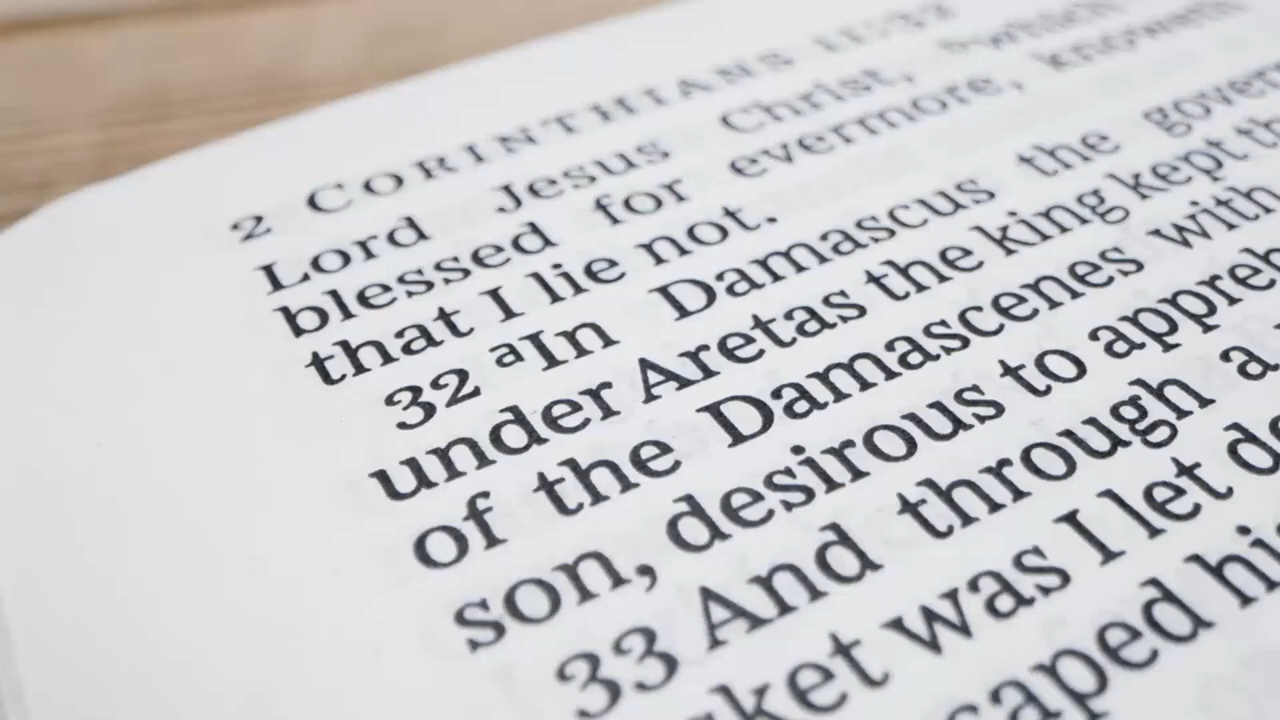 2 CORINTHIANS 11:32
Lord Jesus Christ, which
blessed for evermore, knoweth
that I lie not.
32 ᵃIn Damascus the gover
under Aretas the king kept th
of the Damascenes with
son, desirous to appreh
33 And through a
ket was I let do
caped hi